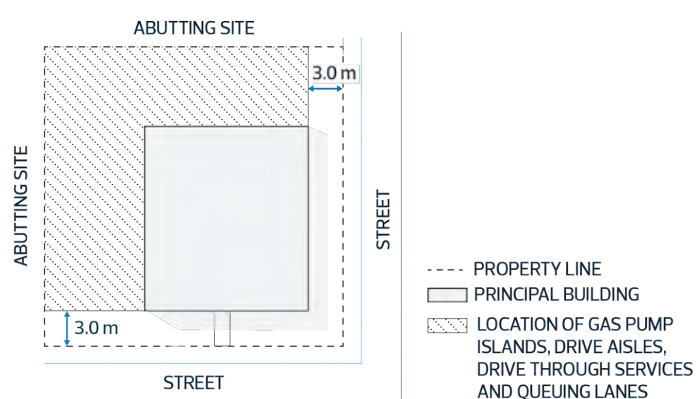 ABUTTING SITE
3.0 m
ABUTTING SITE
STREET
3.0 m
STREET
PROPERTY LINE
PRINCIPAL BUILDING
LOCATION OF GAS PUMP
ISLANDS, DRIVE AISLES,
DRIVE THROUGH SERVICES
AND QUEUING LANES